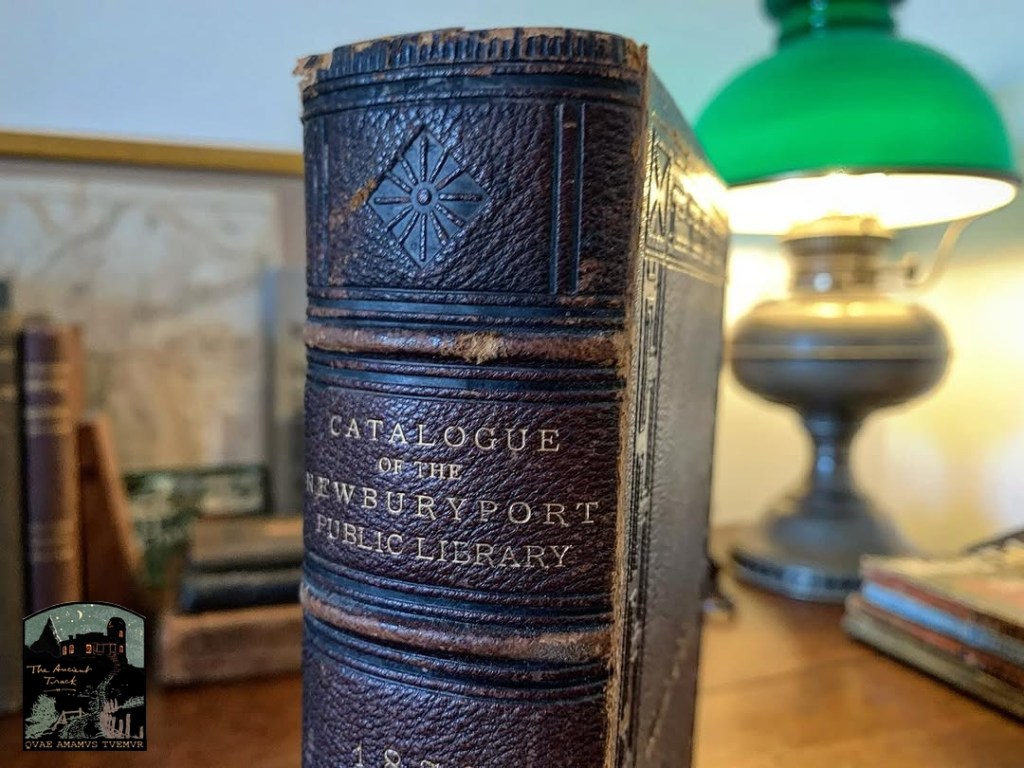 CATALOGUE
OF THE
NEWBURYPORT
PUBLIC LIBRARY
The Ancient
Track
QVAE AMAMVS TVEMVR